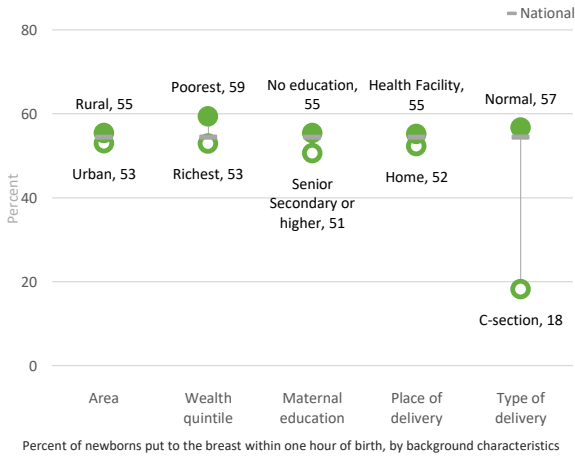 National
80
60
40
20
0
Percent
Rural, 55
Urban, 53
Poorest, 59
Richest, 53
No education,
55
Senior
Secondary or
higher, 51
Health Facility,
55
Home, 52
Normal, 57
C-section, 18
Area
Wealth
quintile
Maternal
education
Place of
delivery
Type of
delivery
Percent of newborns put to the breast within one hour of birth, by background characteristics